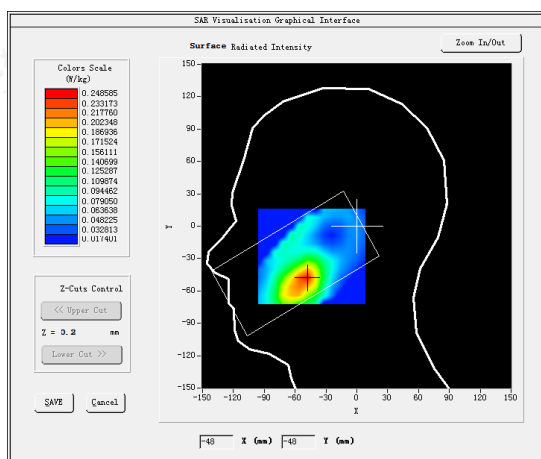 SAR Visualisation Graphical Interface
Surface Radiated Intensity
Zoom In/Out
Colors Scale
(W/kg)
0.248585
0.233173
0.217760
0.202348
0.186936
0.171524
0.156111
0.140699
0.125287
0.109874
0.094462
0.079050
0.063638
0.048225
0.032813
0.017401
Z-Cuts Control
<< Upper Cut
Z = 0.2 mm
Lower Cut >>
SAVE
Cancel
150
120
90
60
30
0
-30
-60
-90
-120
-150
Y
-150 -120 -90 -60 -30 0 30 60 90 120 150
X
-48 X (mm) -48 Y (mm)